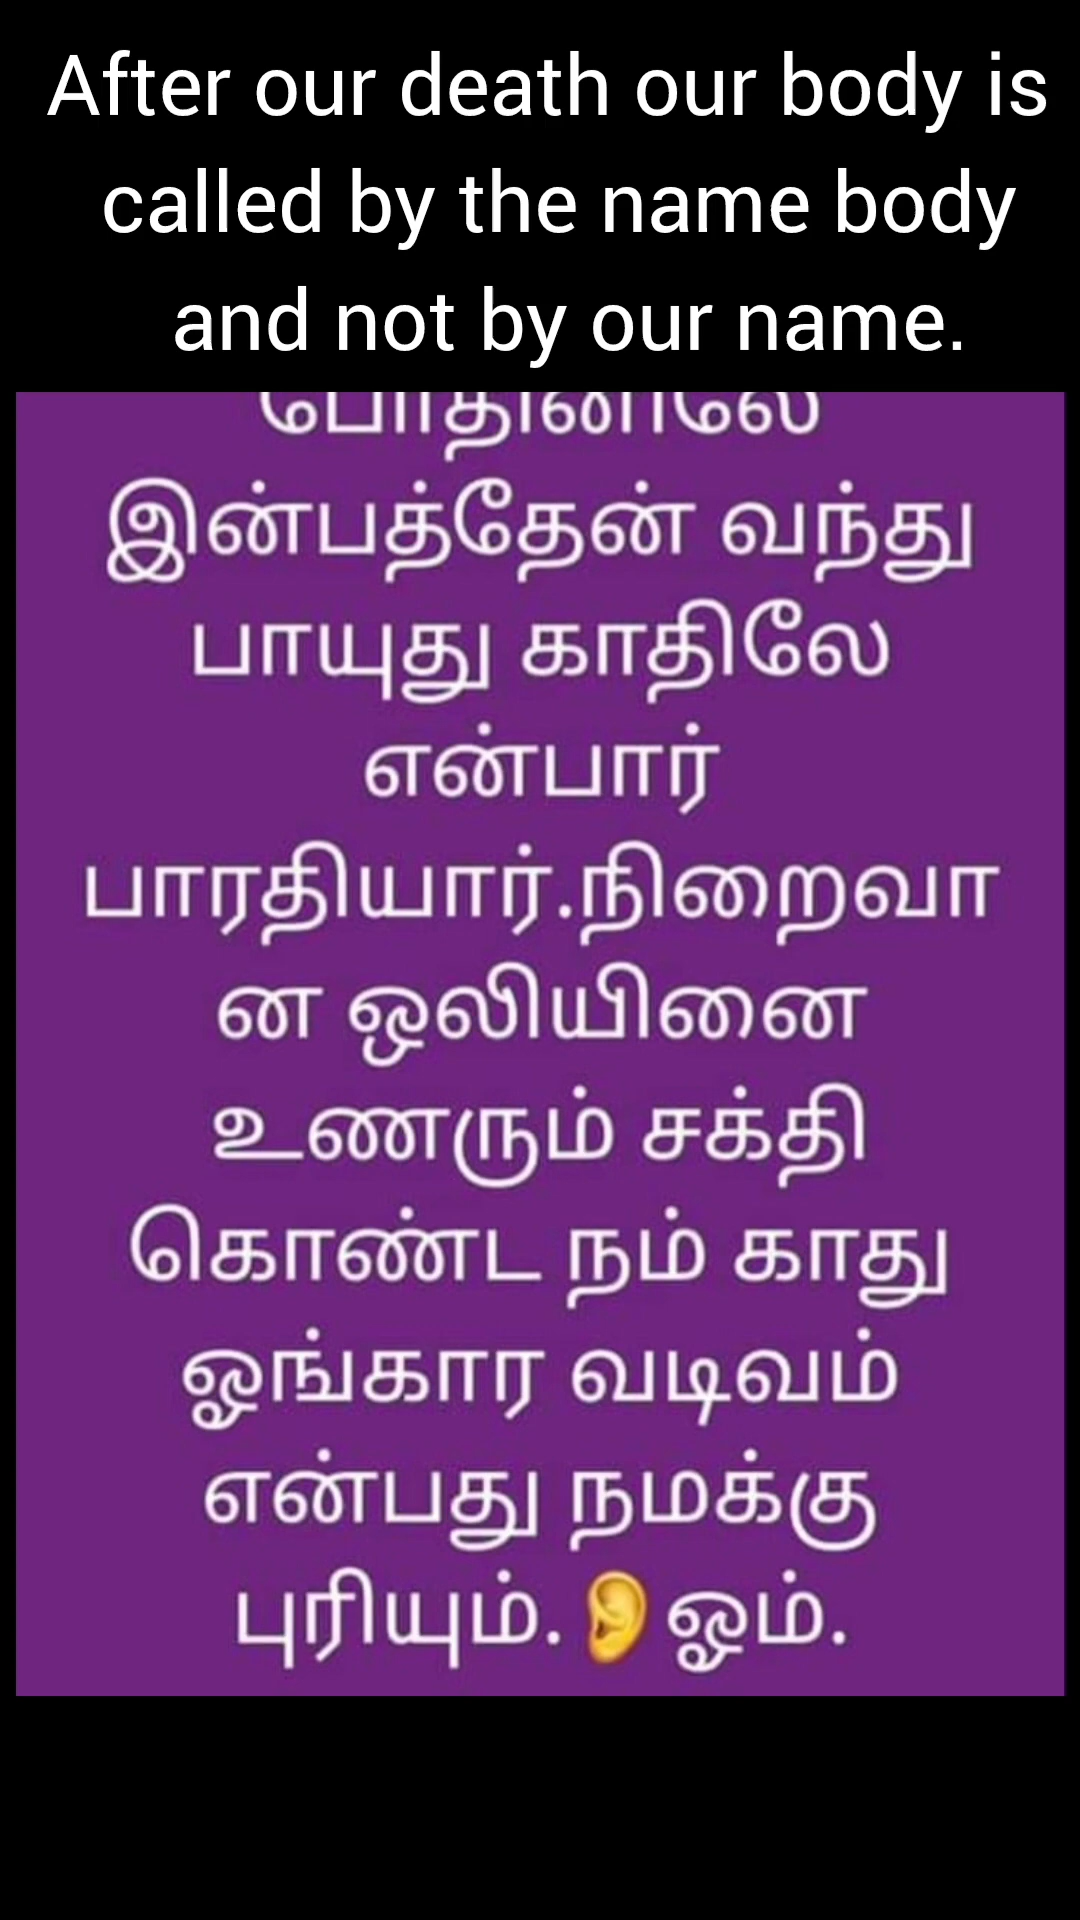 After our death our body is
called by the name body
and not by our name.
போதினிலே
இன்பத்தேன் வந்து
பாயுது காதிலே
என்பார்
பாரதியார்.நிறைவா
ன ஒலியினை
உணரும் சக்தி
கொண்ட நம் காது
ஓங்கார வடிவம்
என்பது நமக்கு
புரியும்.👂ஓம்.